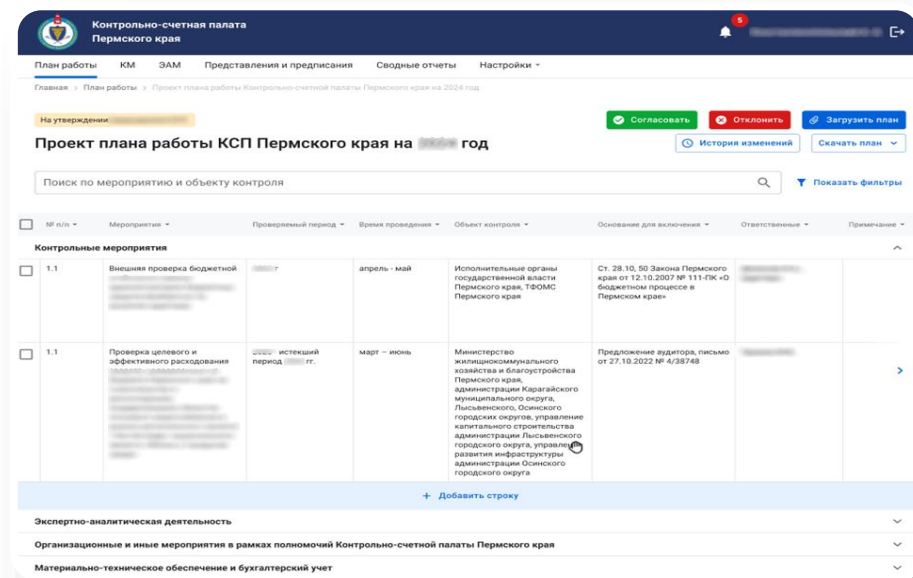 Контрольно-счетная палата
Пермского края
5
План работы КМ ЭАМ Представления и предписания Сводные отчеты Настройки
Главная > План работы > Проект плана работы Контрольно-счетной палаты Пермского края на 2024 год
На утверждении
Согласовать Отклонить Загрузить план
Проект плана работы КСП Пермского края на год
История изменений Скачать план
Поиск по мероприятию и объекту контроля
Показать фильтры
№ п/п Мероприятия Проверяемый период Время проведения Объект контроля Основание для включения Ответственные Примечание
Контрольные мероприятия
1.1
Внешняя проверка бюджетной
г
апрель - май
Исполнительные органы
государственной власти
Пермского края, ТФОМС
Пермского края
Ст. 28.10, 50 Закона Пермского
края от 12.10.2007 № 111-ПК «О
бюджетном процессе в
Пермском крае»
1.1
Проверка целевого и
эффективного расходования
истекший
период гг.
март – июнь
Министерство
жилищнокоммунального
хозяйства и благоустройства
Пермского края,
администрации Карагайского
муниципального округа,
Лысьвенского, Осинского
городских округов, управление
капитального строительства
администрации Лысьвенского
городского округа, управление
развития инфраструктуры
администрации Осинского
городского округа
Предложение аудитора, письмо
от 27.10.2022 № 4/38748
+ Добавить строку
Экспертно-аналитическая деятельность
Организационные и иные мероприятия в рамках полномочий Контрольно-счетной палаты Пермского края
Материально-техническое обеспечение и бухгалтерский учет